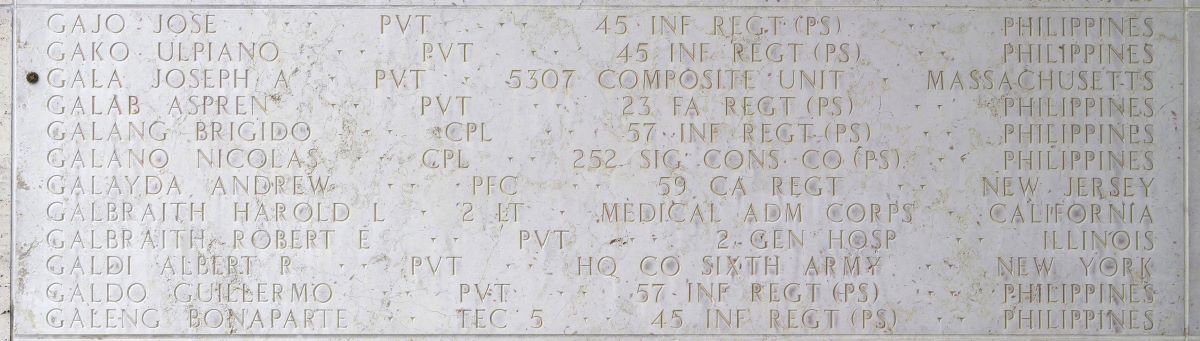 GAJO JOSE PVT 45 INF REGT (PS) PHILIPPINES
GAKO ULPIANO PVT 45 INF REGT (PS) PHILIPPINES
GALA JOSEPH A PVT 5307 COMPOSITE UNIT MASSACHUSETTS
GALAB ASPREN PVT 23 FA REGT (PS) PHILIPPINES
GALANG BRIGIDO CPL 57 INF REGT (PS) PHILIPPINES
GALANO NICOLAS CPL 252 SIG CONS CO (PS) PHILIPPINES
GALAYDA ANDREW PFC 59 CA REGT NEW JERSEY
GALBRAITH HAROLD L 2 LT MEDICAL ADM CORPS CALIFORNIA
GALBRAITH ROBERT E PVT 2 GEN HOSP ILLINOIS
GALDI ALBERT R PVT HQ CO SIXTH ARMY NEW YORK
GALDO GUILLERMO PVT 57 INF REGT (PS) PHILIPPINES
GALENG BONAPARTE TEC 5 45 INF REGT (PS) PHILIPPINES